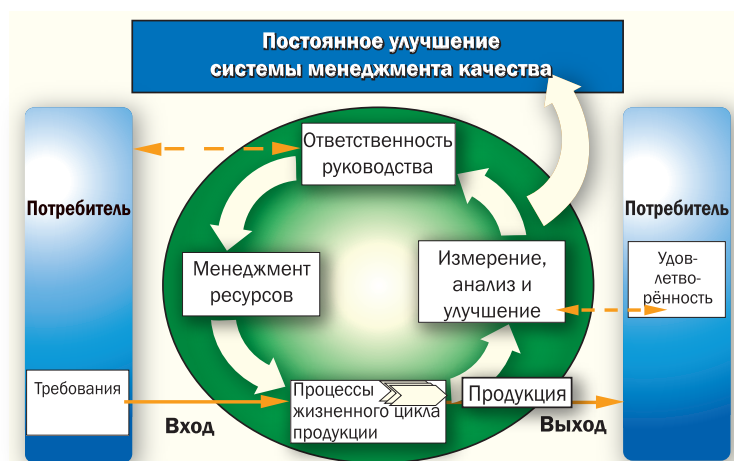 Постоянное улучшение
системы менеджмента качества
Ответственность
руководства
Потребитель
Потребитель
Менеджмент
ресурсов
Измерение,
анализ и
улучшение
Удов-
летво-
рённость
Требования
Процессы
жизненного цикла
продукции
Продукция
Вход
Выход